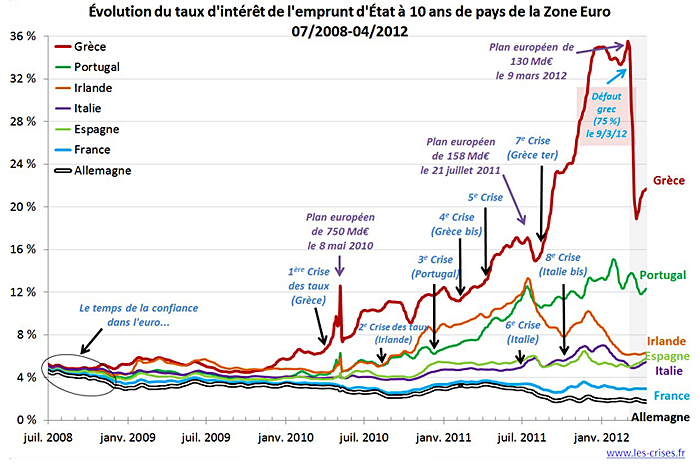 Évolution du taux d'intérêt de l'emprunt d'État à 10 ans de pays de la Zone Euro
07/2008-04/2012
36 %
32 %
28 %
24 %
20 %
16 %
12 %
8 %
4 %
0 %
Grèce
Portugal
Irlande
Italie
Espagne
France
Allemagne
Le temps de la confiance
dans l'euro...
1ère Crise
des taux
(Grèce)
Plan européen
de 750 Md€
le 8 mai 2010
2e Crise des taux
(Irlande)
3e Crise
(Portugal)
4e Crise
(Grèce bis)
5e Crise
Plan européen
de 158 Md€
le 21 juillet 2011
6e Crise
(Italie)
7e Crise
(Grèce ter)
8e Crise
(Italie bis)
Plan européen de
130 Md€
le 9 mars 2012
Défaut
grec
(75 %)
le 9/3/12
Grèce
Portugal
Irlande
Espagne
Italie
France
Allemagne
juil. 2008
janv. 2009
juil. 2009
janv. 2010
juil. 2010
janv. 2011
juil. 2011
janv. 2012
www.les-crises.fr